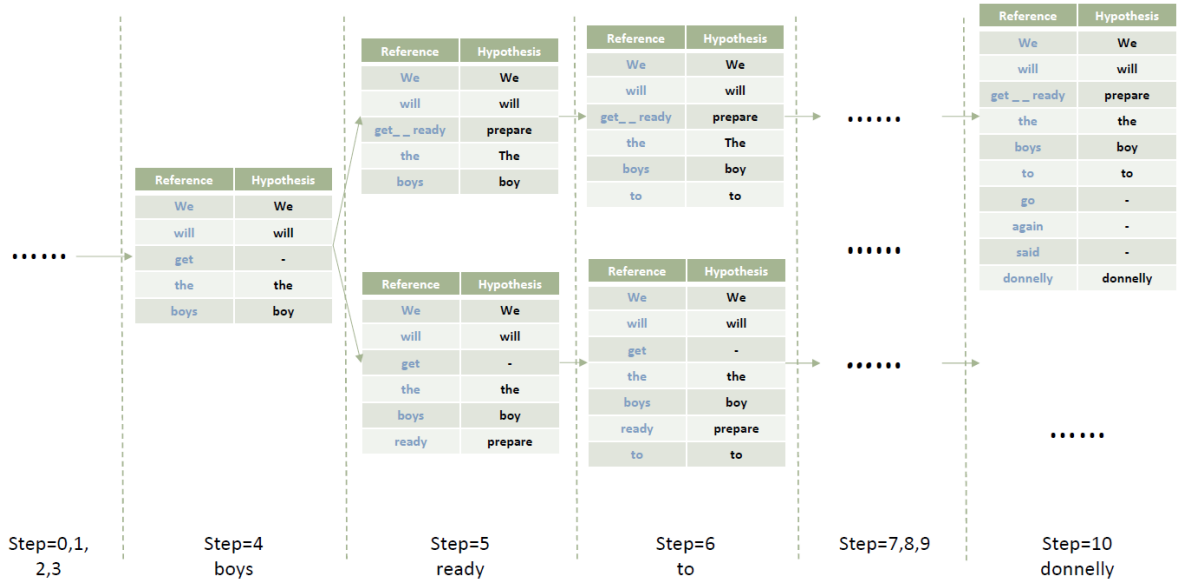 ......
Step=0,1,
2,3
Reference Hypothesis
We We
will will
get -
the the
boys boy
Step=4
boys
Reference Hypothesis
We We
will will
get_ _ ready prepare
the The
boys boy
Reference Hypothesis
We We
will will
get -
the the
boys boy
ready prepare
Step=5
ready
Reference Hypothesis
We We
will will
get_ _ ready prepare
the The
boys boy
to to
Reference Hypothesis
We We
will will
get -
the the
boys boy
ready prepare
to to
Step=6
to
......
......
......
Step=7,8,9
Reference Hypothesis
We We
will will
get _ _ ready prepare
the the
boys boy
to to
go -
again -
said -
donnelly donnelly
......
Step=10
donnelly